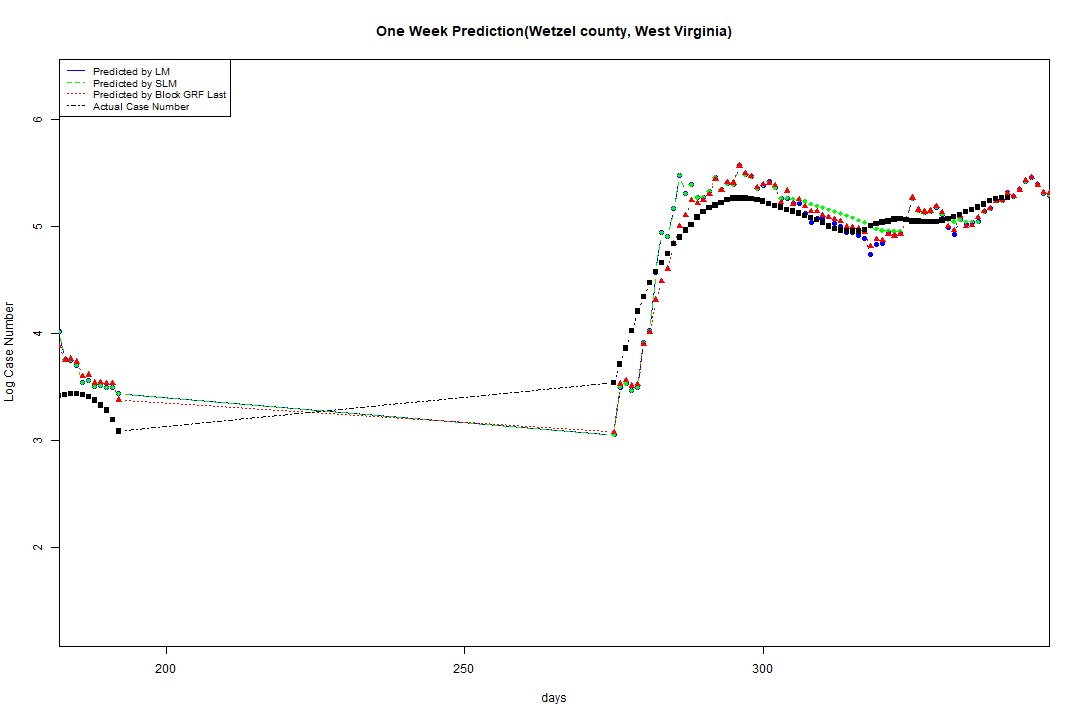 One Week Prediction(Wetzel county, West Virginia)
Predicted by LM
Predicted by SLM
Predicted by Block GRF Last
Actual Case Number
6
5
4
3
2
Log Case Number
200
250
300
days